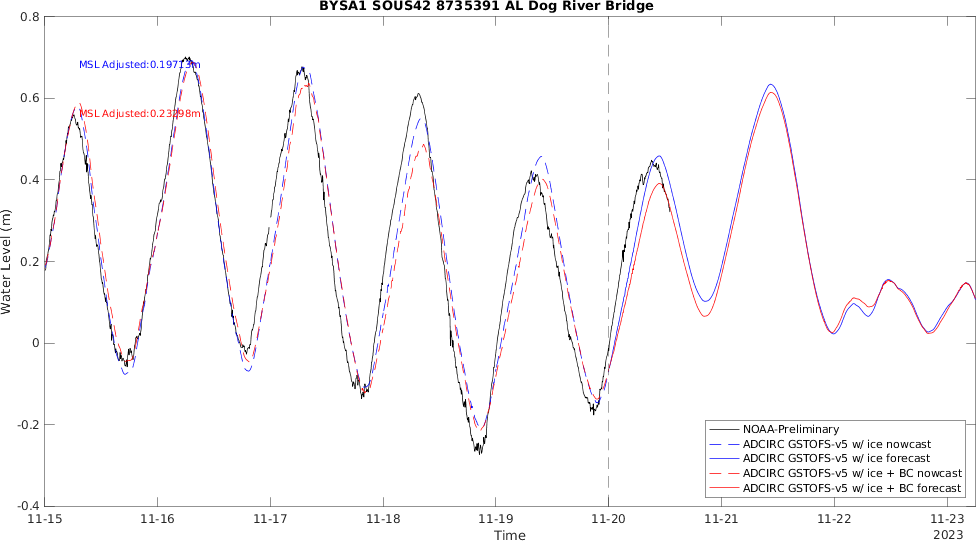 BYSA1 SOUS42 8735391 AL Dog River Bridge
0.8
MSL Adjusted:0.19713m
0.6
MSL Adjusted:0.23298m
0.4
Water Level (m)
0.2
0
-0.2
NOAA-Preliminary
ADCIRC GSTOFS-v5 w/ ice nowcast
ADCIRC GSTOFS-v5 w/ ice forecast
ADCIRC GSTOFS-v5 w/ ice + BC nowcast
ADCIRC GSTOFS-v5 w/ ice + BC forecast
-0.4
11-15 11-16 11-17 11-18 11-19 11-20 11-21 11-22 11-23
Time
2023